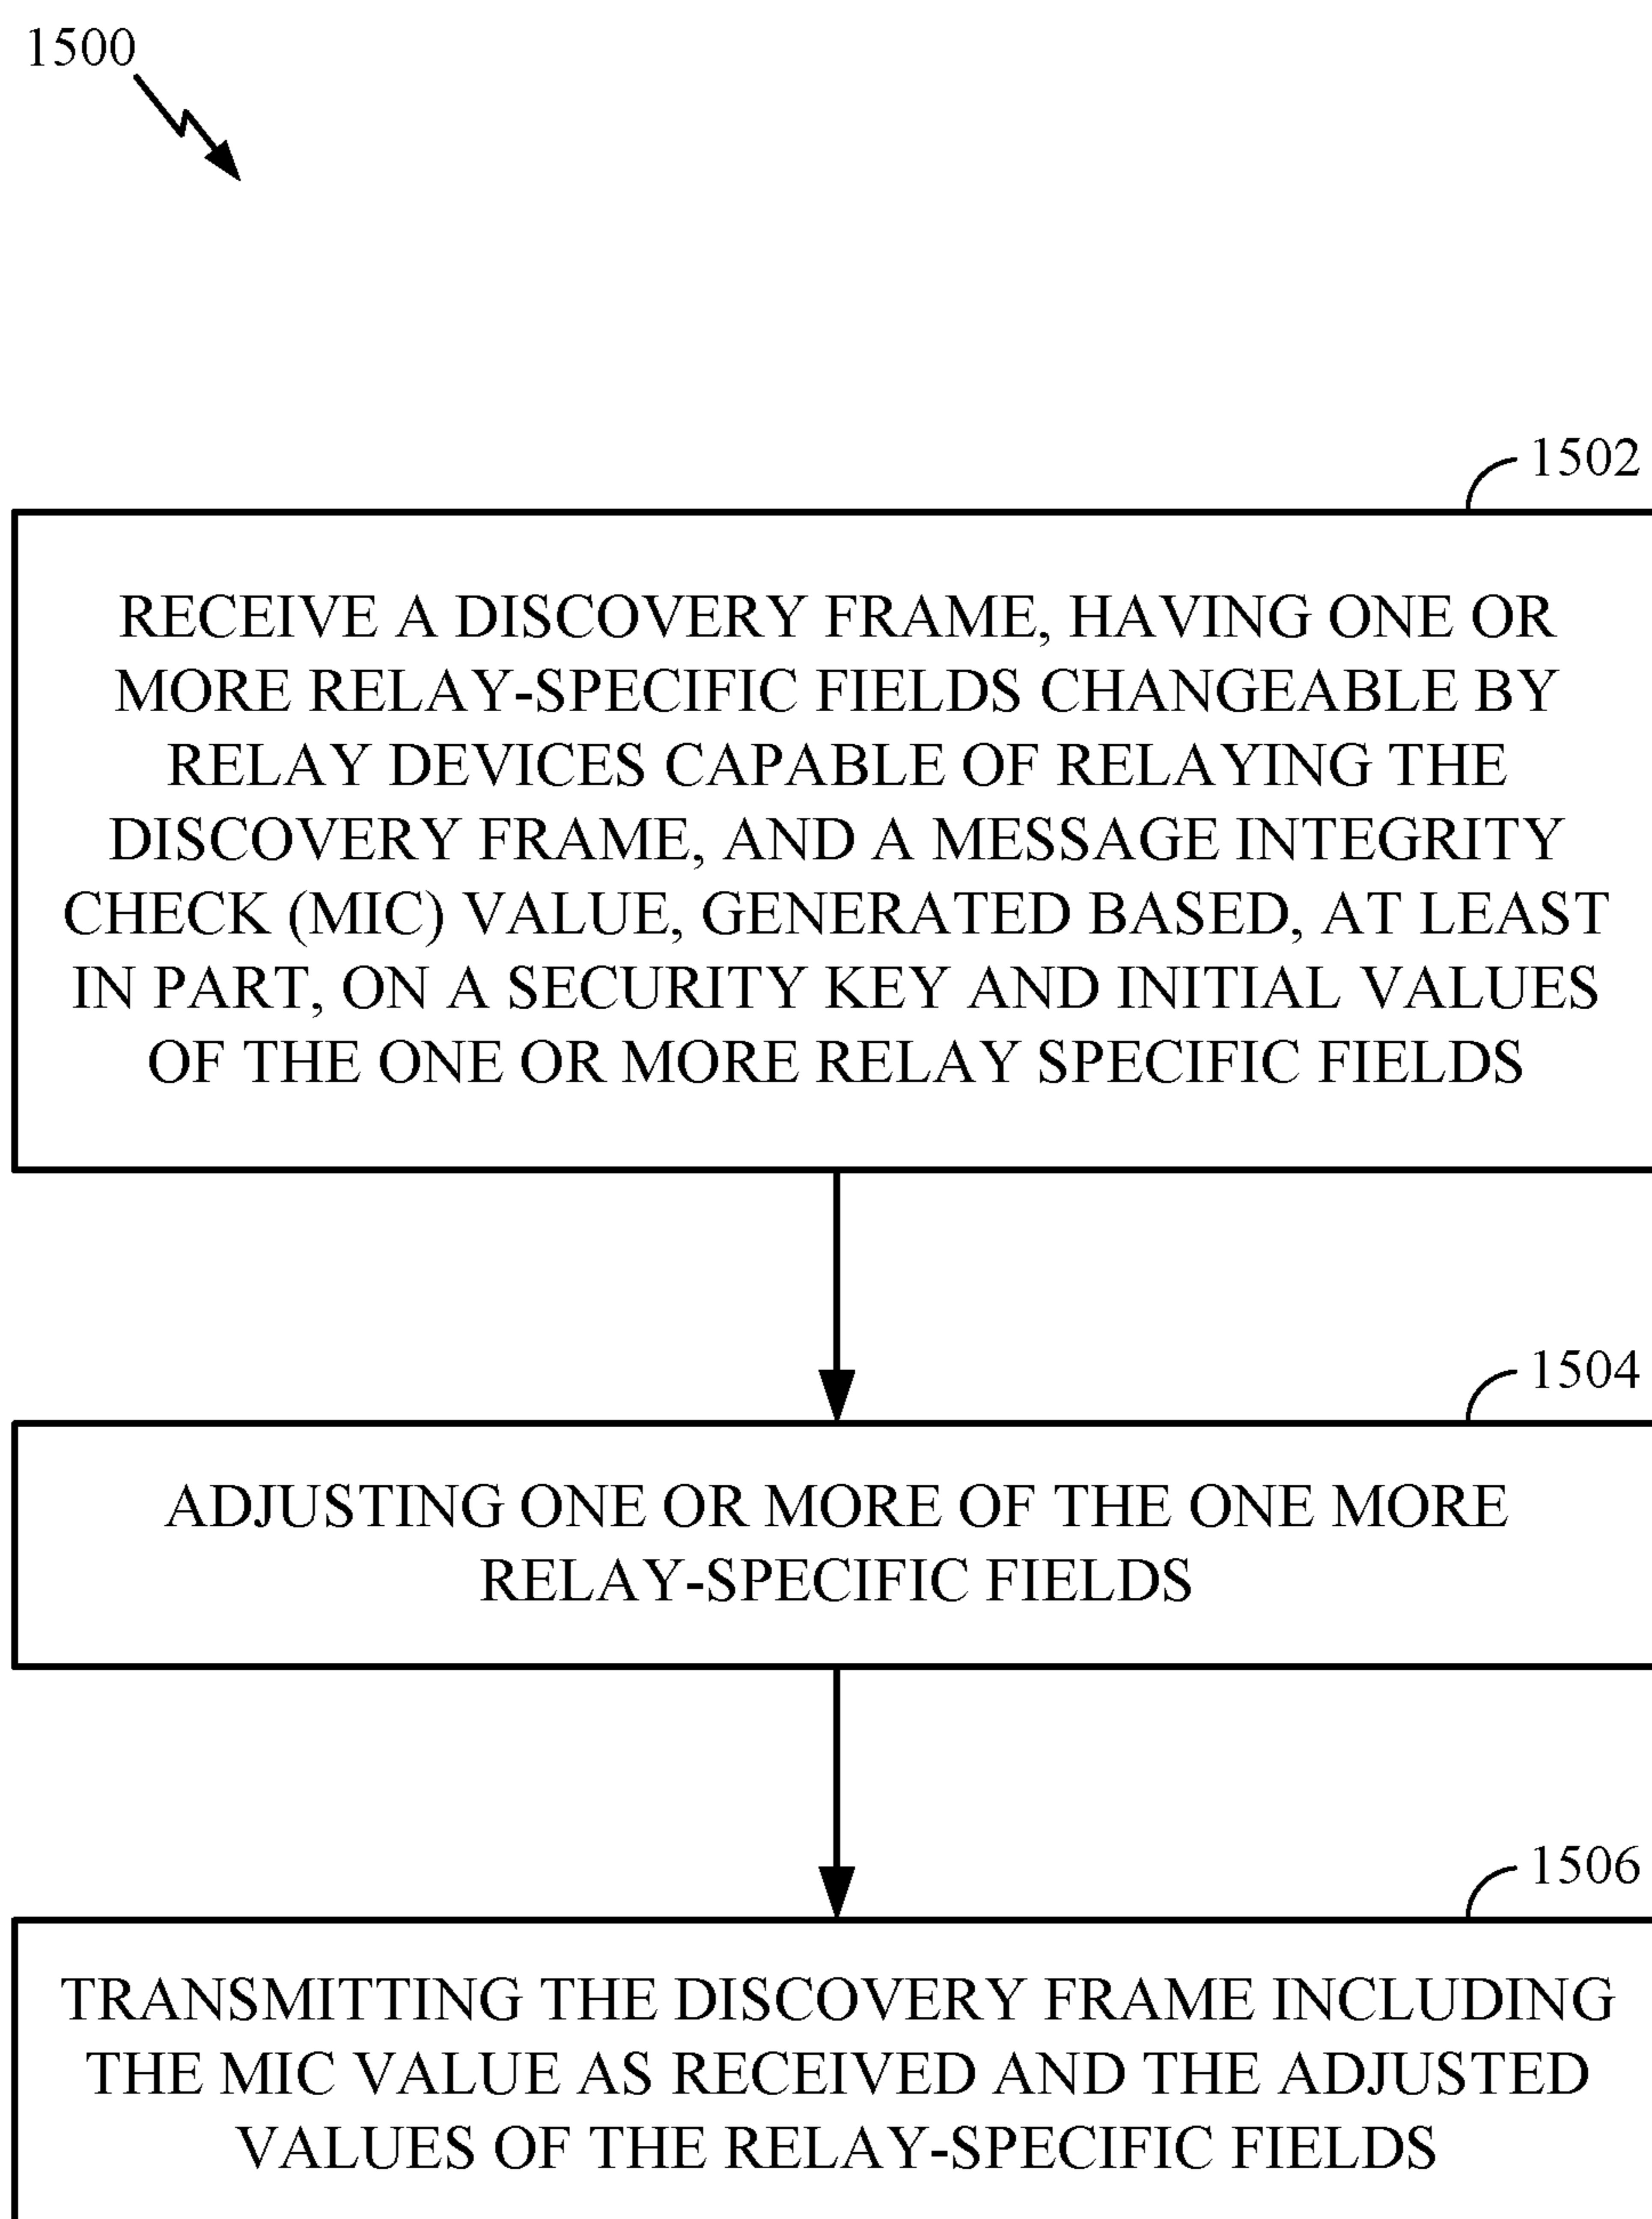 1500
1502
RECEIVE A DISCOVERY FRAME, HAVING ONE OR
MORE RELAY-SPECIFIC FIELDS CHANGEABLE BY
RELAY DEVICES CAPABLE OF RELAYING THE
DISCOVERY FRAME, AND A MESSAGE INTEGRITY
CHECK (MIC) VALUE, GENERATED BASED, AT LEAST
IN PART, ON A SECURITY KEY AND INITIAL VALUES
OF THE ONE OR MORE RELAY SPECIFIC FIELDS
1504
ADJUSTING ONE OR MORE OF THE ONE MORE
RELAY-SPECIFIC FIELDS
1506
TRANSMITTING THE DISCOVERY FRAME INCLUDING
THE MIC VALUE AS RECEIVED AND THE ADJUSTED
VALUES OF THE RELAY-SPECIFIC FIELDS